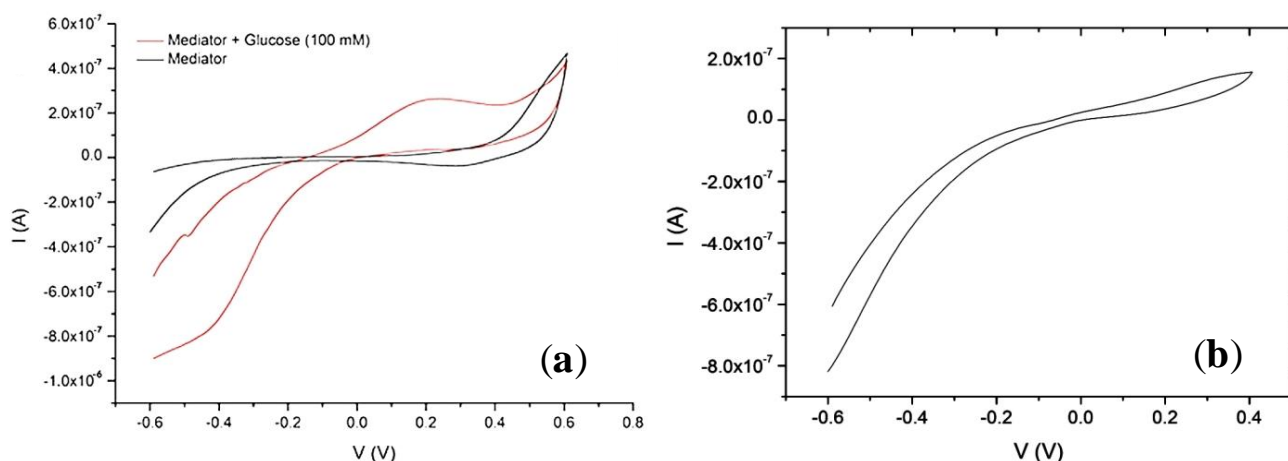 6.0x10⁻⁷
Mediator + Glucose (100 mM)
Mediator
4.0x10⁻⁷
2.0x10⁻⁷
0.0
-2.0x10⁻⁷
-4.0x10⁻⁷
-6.0x10⁻⁷
-8.0x10⁻⁷
-1.0x10⁻⁶
I (A)
-0.6 -0.4 -0.2 0.0 0.2 0.4 0.6 0.8
V (V)
(a)
2.0x10⁻⁷
0.0
-2.0x10⁻⁷
-4.0x10⁻⁷
-6.0x10⁻⁷
-8.0x10⁻⁷
I (A)
-0.6 -0.4 -0.2 0.0 0.2 0.4
V (V)
(b)